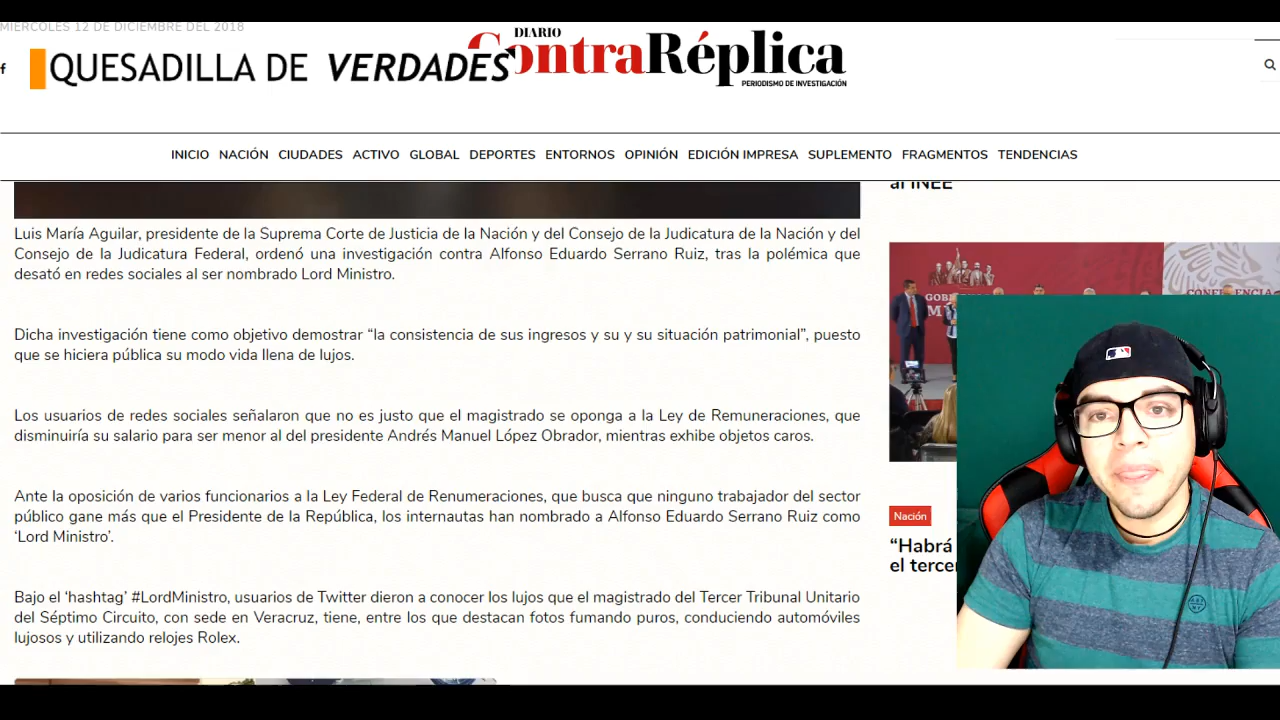 MIÉRCOLES 12 DE DICIEMBRE DEL 2018
DIARIO
ContraRéplica
PERIODISMO DE INVESTIGACIÓN
QUESADILLA DE VERDADES
f
INICIO NACIÓN CIUDADES ACTIVO GLOBAL DEPORTES ENTORNOS OPINIÓN EDICIÓN IMPRESA SUPLEMENTO FRAGMENTOS TENDENCIAS
al INEE
Luis María Aguilar, presidente de la Suprema Corte de Justicia de la Nación y del Consejo de la Judicatura de la Nación y del
Consejo de la Judicatura Federal, ordenó una investigación contra Alfonso Eduardo Serrano Ruiz, tras la polémica que
desató en redes sociales al ser nombrado Lord Ministro.
Dicha investigación tiene como objetivo demostrar “la consistencia de sus ingresos y su y su situación patrimonial”, puesto
que se hiciera pública su modo vida llena de lujos.
Los usuarios de redes sociales señalaron que no es justo que el magistrado se oponga a la Ley de Remuneraciones, que
disminuiría su salario para ser menor al del presidente Andrés Manuel López Obrador, mientras exhibe objetos caros.
Ante la oposición de varios funcionarios a la Ley Federal de Renumeraciones, que busca que ninguno trabajador del sector
público gane más que el Presidente de la República, los internautas han nombrado a Alfonso Eduardo Serrano Ruiz como
‘Lord Ministro’.
Bajo el ‘hashtag’ #LordMinistro, usuarios de Twitter dieron a conocer los lujos que el magistrado del Tercer Tribunal Unitario
del Séptimo Circuito, con sede en Veracruz, tiene, entre los que destacan fotos fumando puros, conduciendo automóviles
lujosos y utilizando relojes Rolex.
CONFERENCIA
Nación
“Habrá
el terce